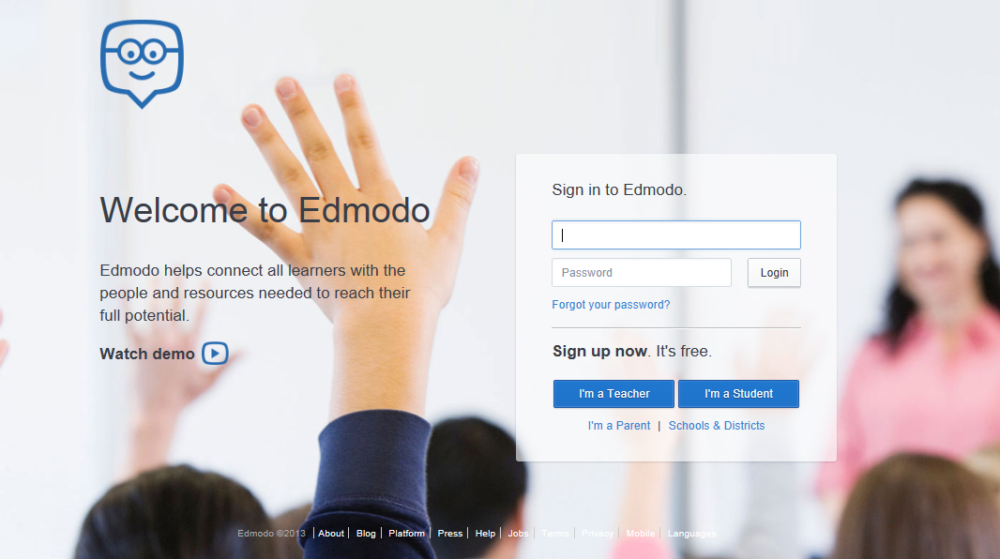 Welcome to Edmodo
Edmodo helps connect all learners with the
people and resources needed to reach their
full potential.
Watch demo
Sign in to Edmodo.
Password
Login
Forgot your password?
Sign up now. It's free.
I'm a Teacher
I'm a Student
I'm a Parent | Schools & Districts
Edmodo ©2013 | About | Blog | Platform | Press | Help | Jobs | Terms | Privacy | Mobile | Languages